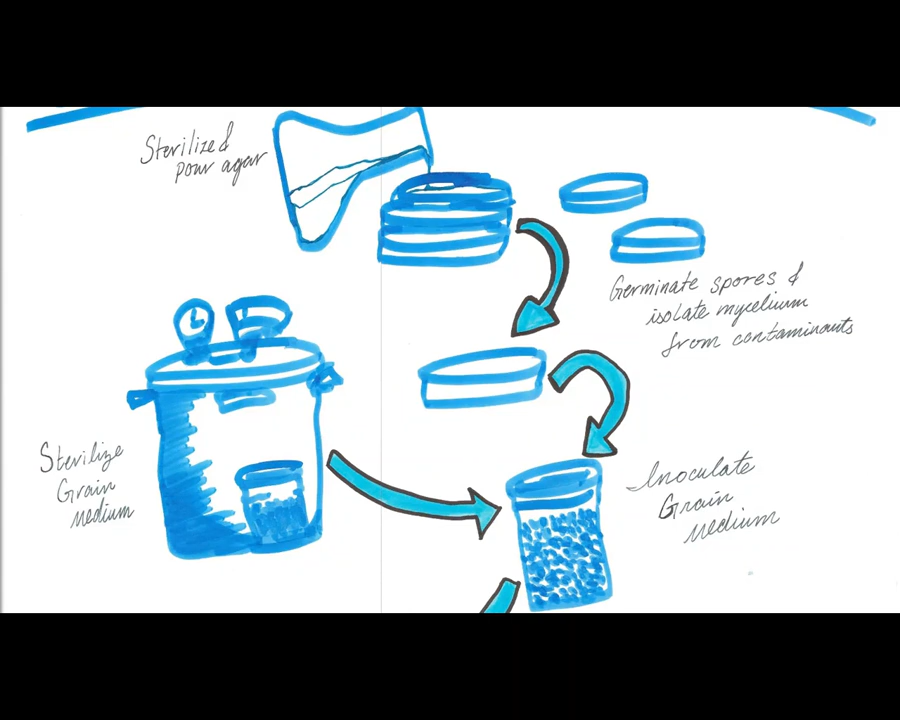 Sterilize &
pour agar
Germinate spores &
isolate mycelium
from contaminants
Sterilize
Grain
Medium
Inoculate
Grain
Medium